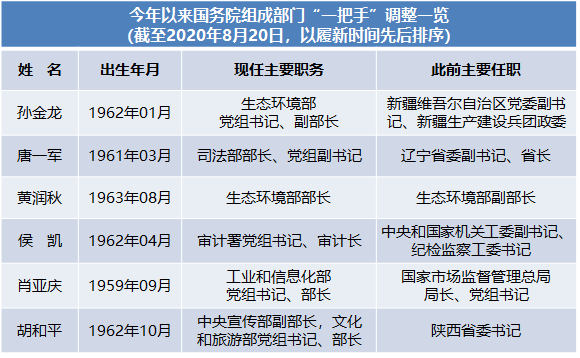 今年以来国务院组成部门“一把手”调整一览
(截至2020年8月20日，以履新时间先后排序)
姓 名 出生年月 现任主要职务 此前主要任职
孙金龙 1962年01月 生态环境部 党组书记、副部长 新疆维吾尔自治区党委副书记、新疆生产建设兵团政委
唐一军 1961年03月 司法部部长、党组副书记 辽宁省委副书记、省长
黄润秋 1963年08月 生态环境部部长 生态环境部副部长
侯 凯 1962年04月 审计署党组书记、审计长 中央和国家机关工委副书记、纪检监察工委书记
肖亚庆 1959年09月 工业和信息化部 党组书记、部长 国家市场监督管理总局 局长、党组书记
胡和平 1962年10月 中央宣传部副部长，文化和旅游部党组书记、部长 陕西省委书记